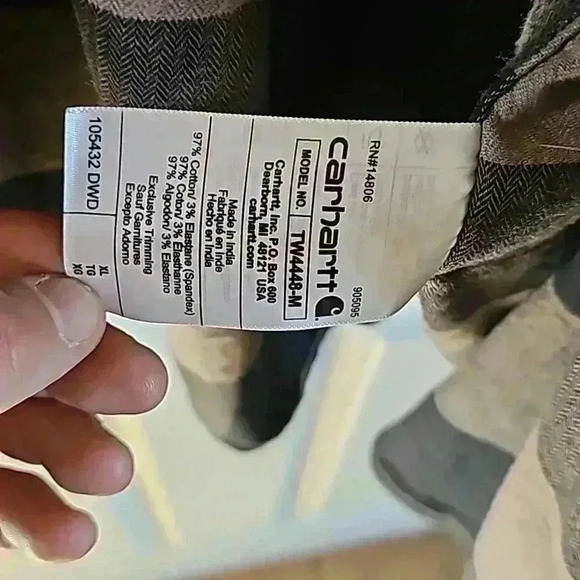 RN#14806
905095
carhartt
MODEL NO. TW4448-M
Carhartt, Inc. P.O. Box 600
Dearborn, MI 48121 USA
carhartt.com
Made in India
Fabriqué en Inde
Hecho en India
97% Cotton/ 3% Elastane (Spandex)
97% Coton/ 3% Élasthanne
97% Algodón/ 3% Elastano
Exclusive Trimming
Sauf Garnitures
Excepto Adorno
105432 DWD
XL
TG
XG